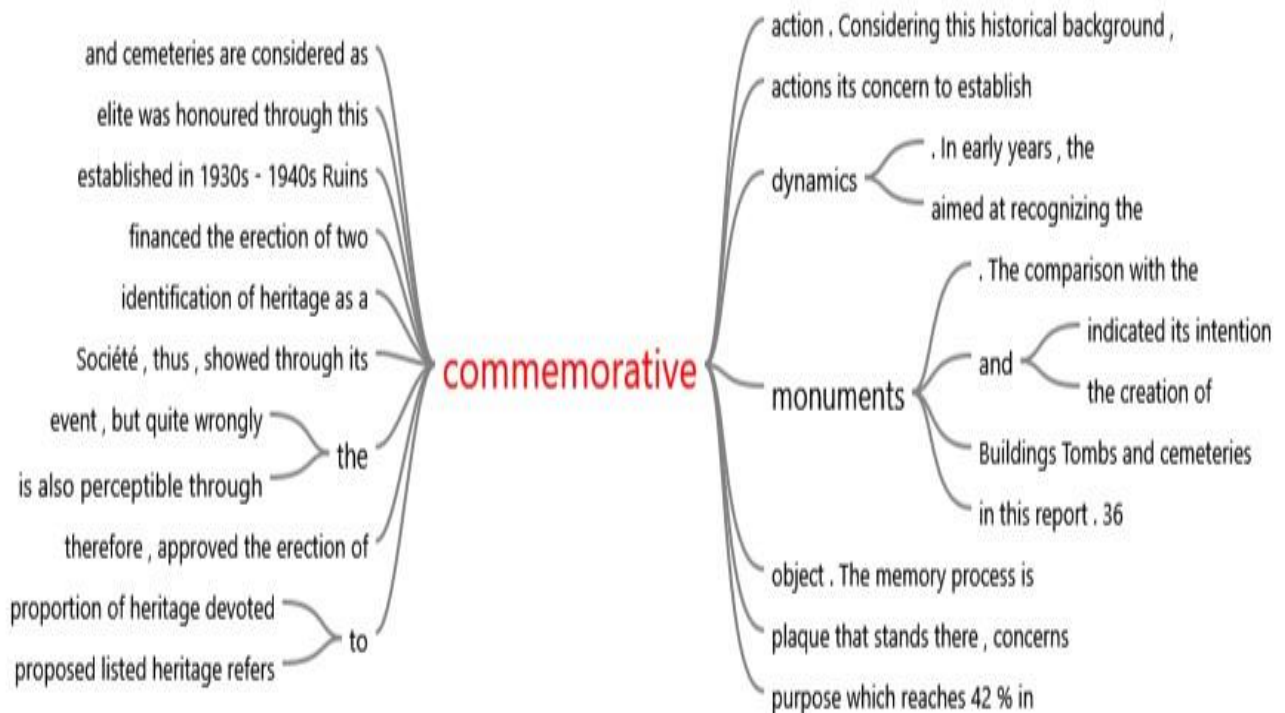 and cemeteries are considered as
elite was honoured through this
established in 1930s - 1940s Ruins
financed the erection of two
identification of heritage as a
Société , thus , showed through its
event , but quite wrongly
is also perceptible through
the
therefore , approved the erection of
proportion of heritage devoted
proposed listed heritage refers
to
commemorative
action . Considering this historical background ,
actions its concern to establish
dynamics
. In early years , the
aimed at recognizing the
monuments
. The comparison with the
and
indicated its intention
the creation of
Buildings Tombs and cemeteries
in this report . 36
object . The memory process is
plaque that stands there , concerns
purpose which reaches 42 % in